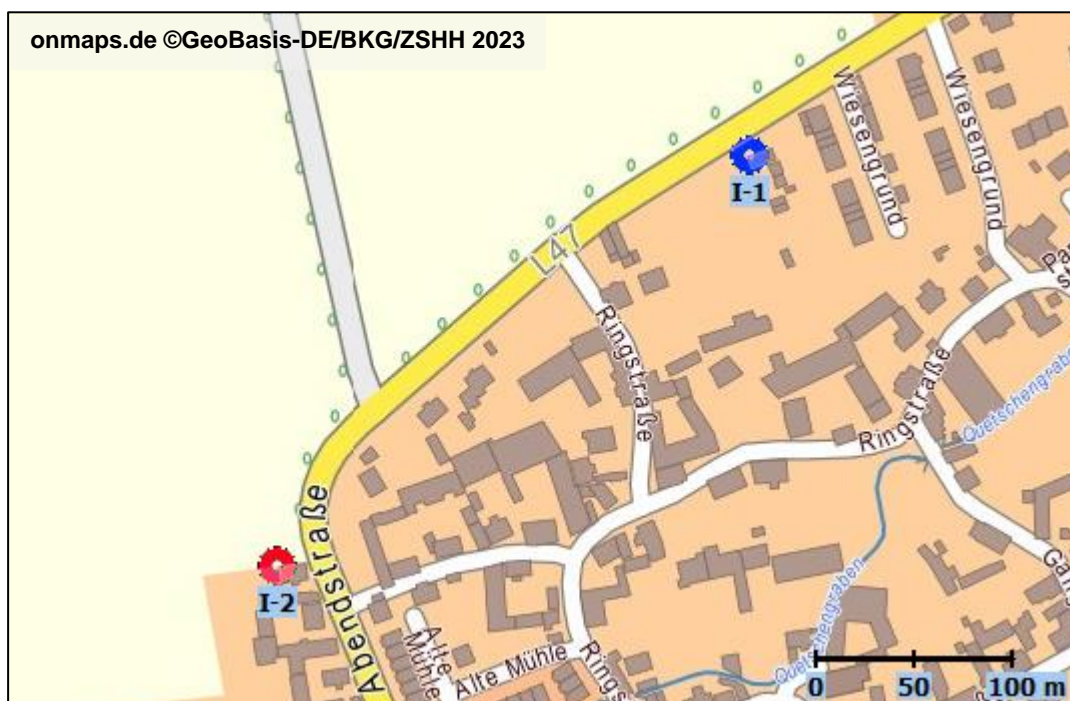 onmaps.de ©GeoBasis-DE/BKG/ZSHH 2023
Wiesengrund
Wiesengrund
I-1
L47
Ringstraße
Ringstraße
Quetschengraben
Abendstraße
I-2
Quetschengraben
Alte
Mühle
Alte Mühle
0 50 100 m